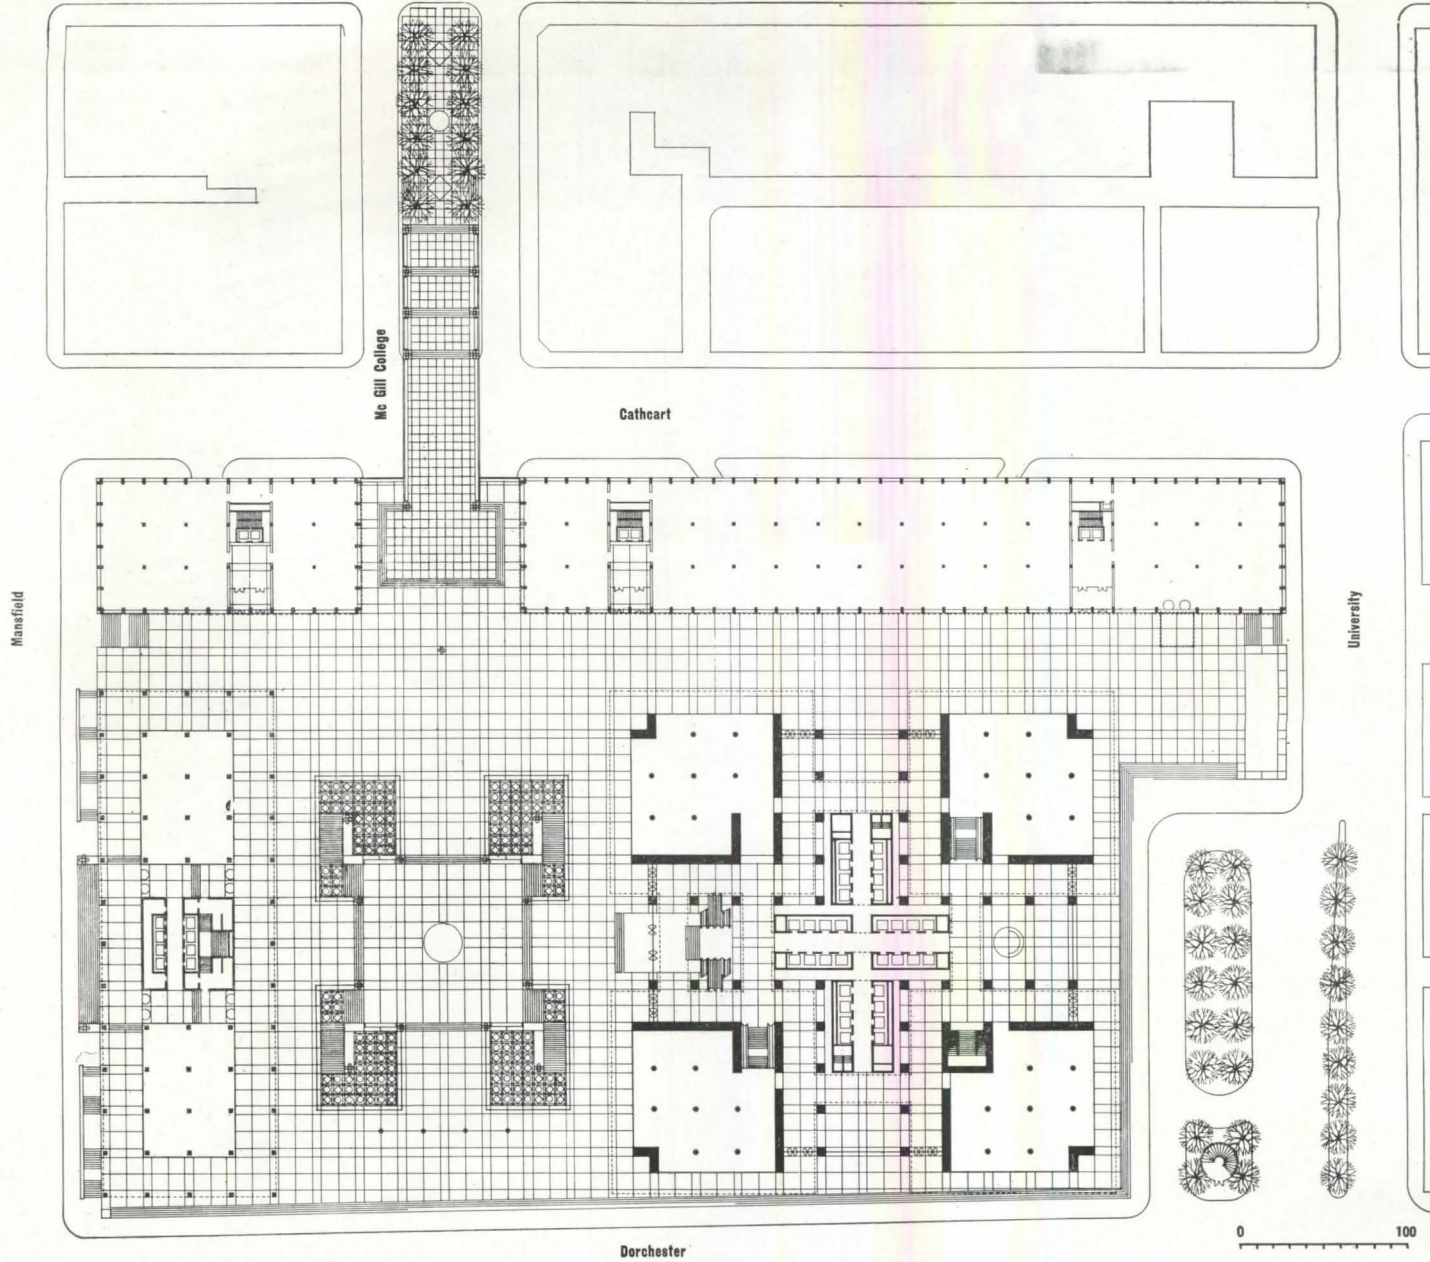 Mc Gill College
Cathcart
Mansfield
University
Dorchester
0 100